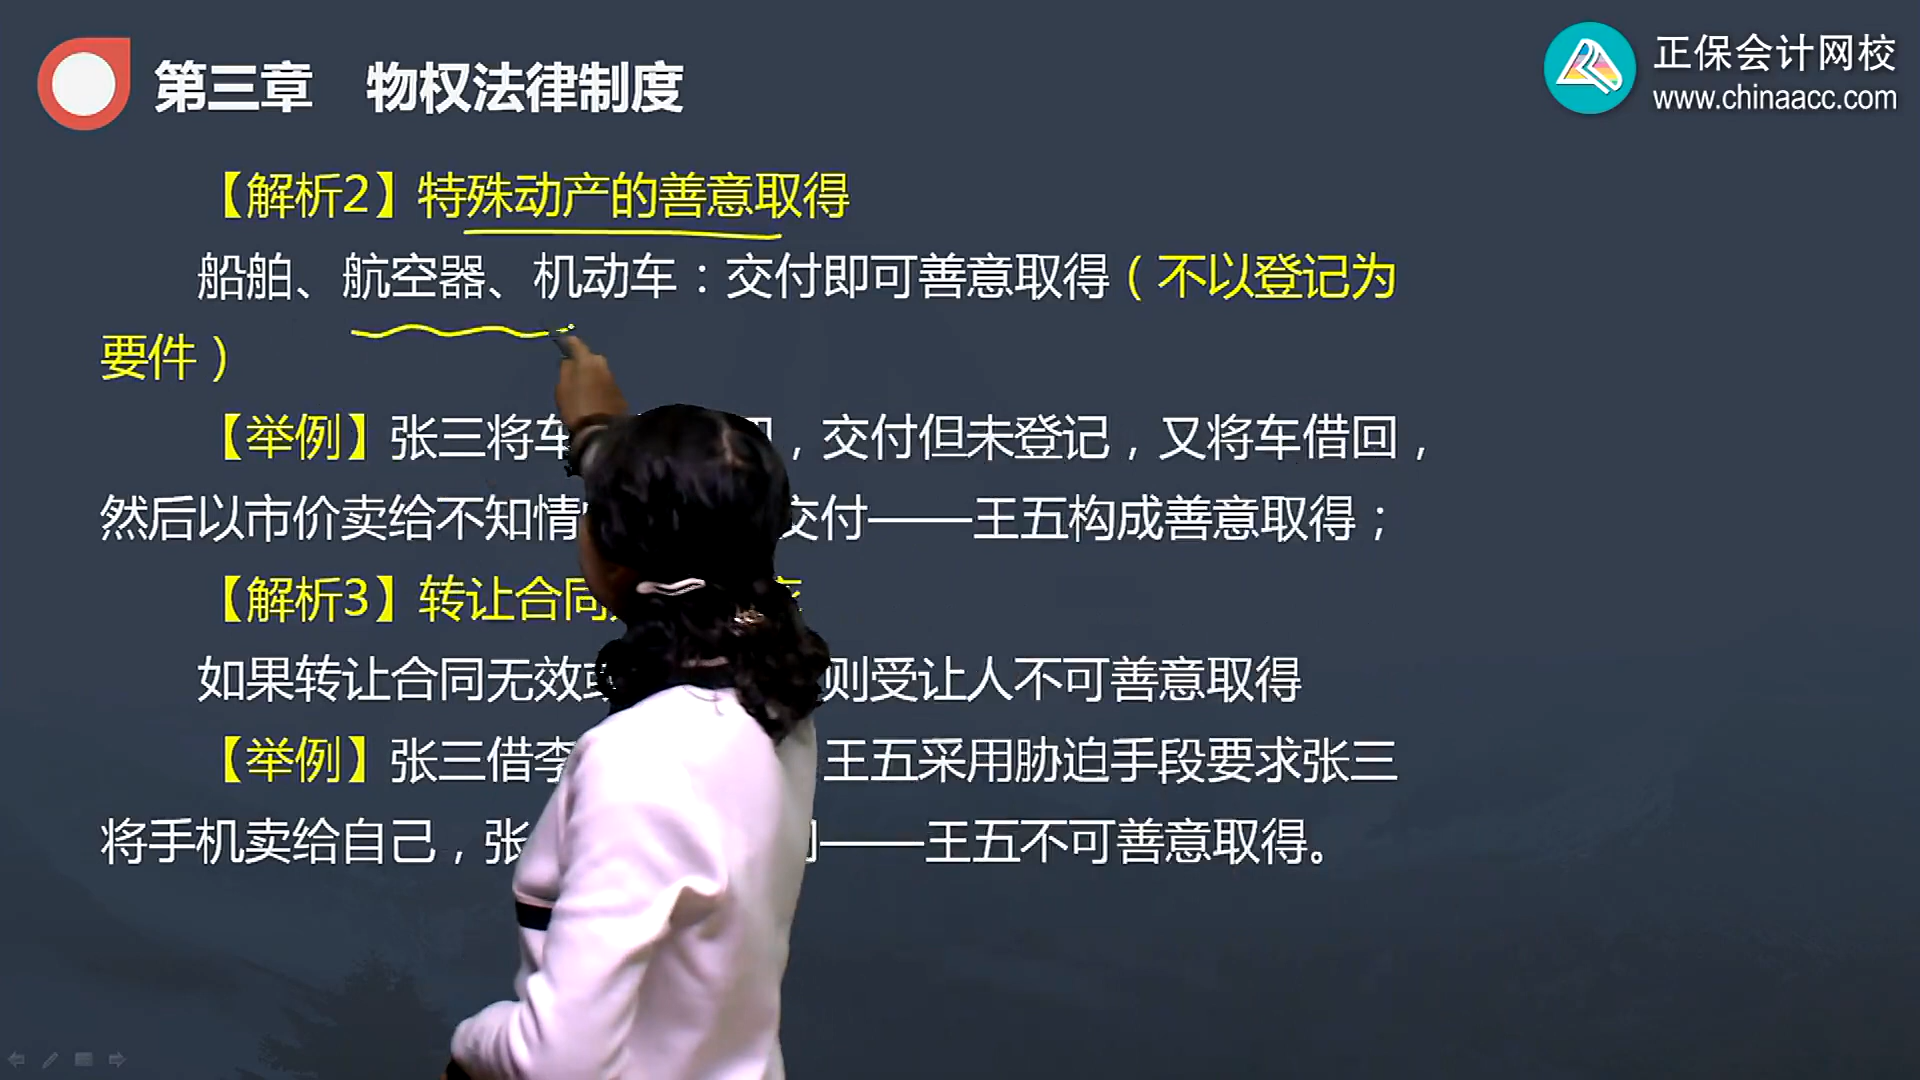 第三章 物权法律制度
正保会计网校
www.chinaacc.com
【解析2】特殊动产的善意取得
船舶、航空器、机动车：交付即可善意取得（不以登记为
要件）
【举例】张三将车 ，交付但未登记，又将车借回，
然后以市价卖给不知情 交付——王五构成善意取得；
【解析3】转让合同
如果转让合同无效或 则受让人不可善意取得
【举例】张三借李 王五采用胁迫手段要求张三
将手机卖给自己，张 ——王五不可善意取得。